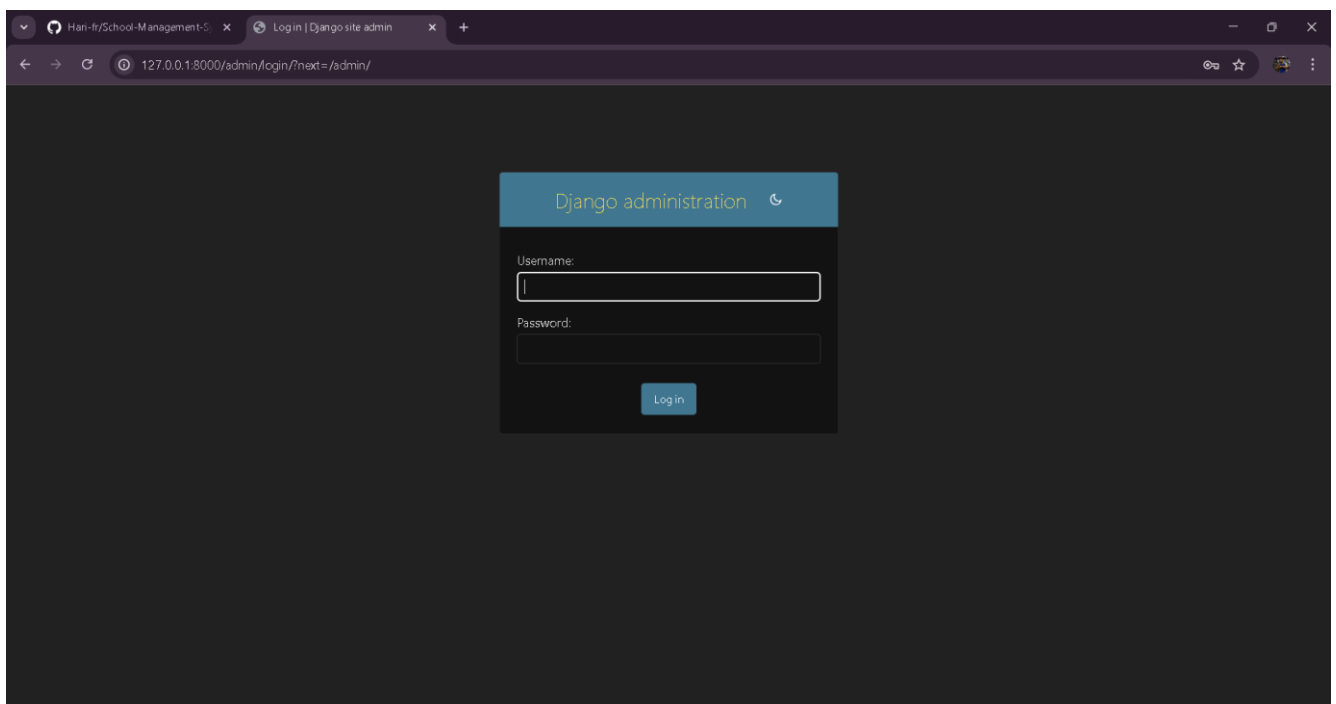 Hari-fr/School-Management-S
Log in | Django site admin
127.0.0.1:8000/admin/login/?next=/admin/
Django administration
Username:
Password:
Log in